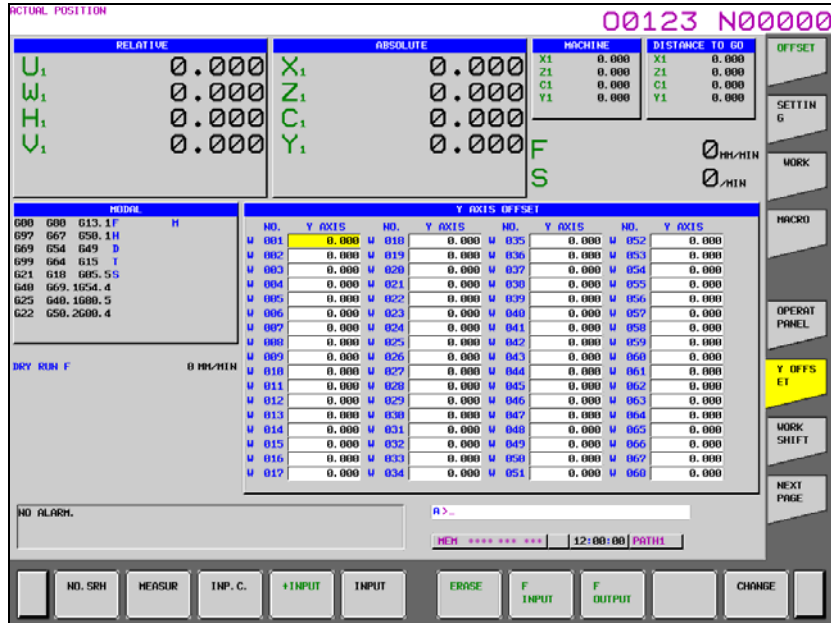 ACTUAL POSITION
O0123 N00000
RELATIVE
U1 0.000
W1 0.000
H1 0.000
V1 0.000
ABSOLUTE
X1 0.000
Z1 0.000
C1 0.000
Y1 0.000
MACHINE
X1 0.000
Z1 0.000
C1 0.000
Y1 0.000
DISTANCE TO GO
X1 0.000
Z1 0.000
C1 0.000
Y1 0.000
F 0 MM/MIN
S 0 /MIN
MODAL
G00 G80 G13.1F M
G97 G67 G50.1H
G69 G54 G49 D
G99 G64 G15 T
G21 G18 G05.5S
G40 G69.1G54.4
G25 G40.1G80.5
G22 G50.2G80.4
DRY RUN F 0 MM/MIN
Y AXIS OFFSET
NO. Y AXIS NO. Y AXIS NO. Y AXIS NO. Y AXIS
W 001 0.000 W 018 0.000 W 035 0.000 W 052 0.000
W 002 0.000 W 019 0.000 W 036 0.000 W 053 0.000
W 003 0.000 W 020 0.000 W 037 0.000 W 054 0.000
W 004 0.000 W 021 0.000 W 038 0.000 W 055 0.000
W 005 0.000 W 022 0.000 W 039 0.000 W 056 0.000
W 006 0.000 W 023 0.000 W 040 0.000 W 057 0.000
W 007 0.000 W 024 0.000 W 041 0.000 W 058 0.000
W 008 0.000 W 025 0.000 W 042 0.000 W 059 0.000
W 009 0.000 W 026 0.000 W 043 0.000 W 060 0.000
W 010 0.000 W 027 0.000 W 044 0.000 W 061 0.000
W 011 0.000 W 028 0.000 W 045 0.000 W 062 0.000
W 012 0.000 W 029 0.000 W 046 0.000 W 063 0.000
W 013 0.000 W 030 0.000 W 047 0.000 W 064 0.000
W 014 0.000 W 031 0.000 W 048 0.000 W 065 0.000
W 015 0.000 W 032 0.000 W 049 0.000 W 066 0.000
W 016 0.000 W 033 0.000 W 050 0.000 W 067 0.000
W 017 0.000 W 034 0.000 W 051 0.000 W 068 0.000
OFFSET
SETTIN
G
WORK
MACRO
OPERAT
PANEL
Y OFFS
ET
WORK
SHIFT
NEXT
PAGE
NO ALARM.
A>_
MEM **** *** *** 12:00:00 PATH1
NO.SRH
MEASUR
INP.C.
+INPUT
INPUT
ERASE
F
INPUT
F
OUTPUT
CHANGE